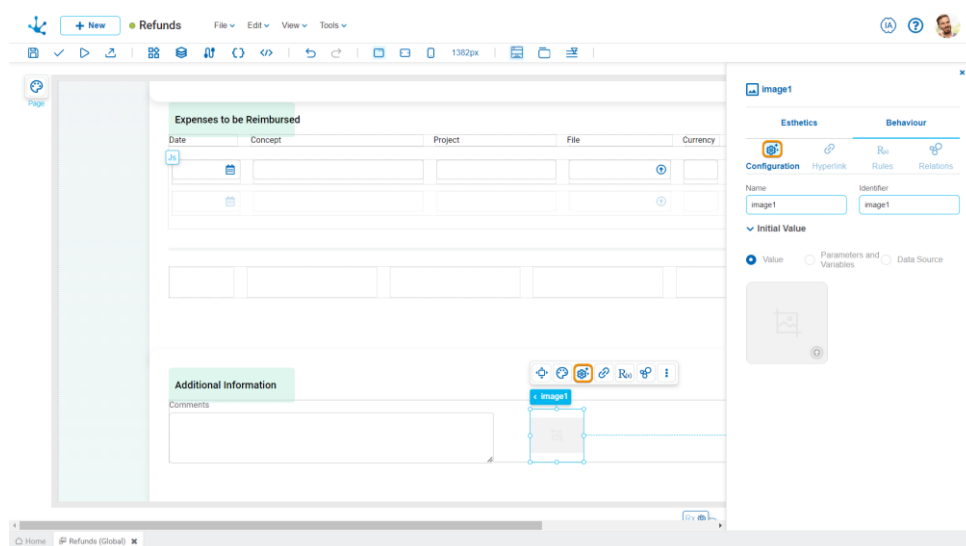 + New
Refunds
File
Edit
View
Tools
(IA)
?
1382px
Page
image1
Esthetics
Behaviour
Configuration
Hyperlink
Rules
Relations
Name
Identifier
image1
image1
Initial Value
Value
Parameters and Variables
Data Source
Expenses to be Reimbursed
Date
Concept
Project
File
Currency
Js
Additional Information
image1
Comments
Home
Refunds (Global)